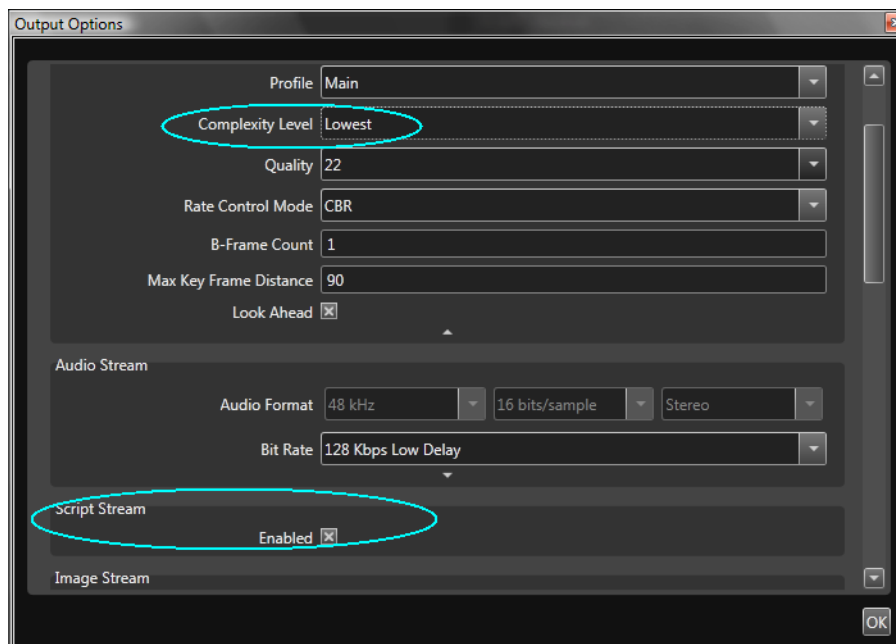 Output Options
Profile Main
Complexity Level Lowest
Quality 22
Rate Control Mode CBR
B-Frame Count 1
Max Key Frame Distance 90
Look Ahead
Audio Stream
Audio Format 48 kHz 16 bits/sample Stereo
Bit Rate 128 Kbps Low Delay
Script Stream
Enabled
Image Stream
OK